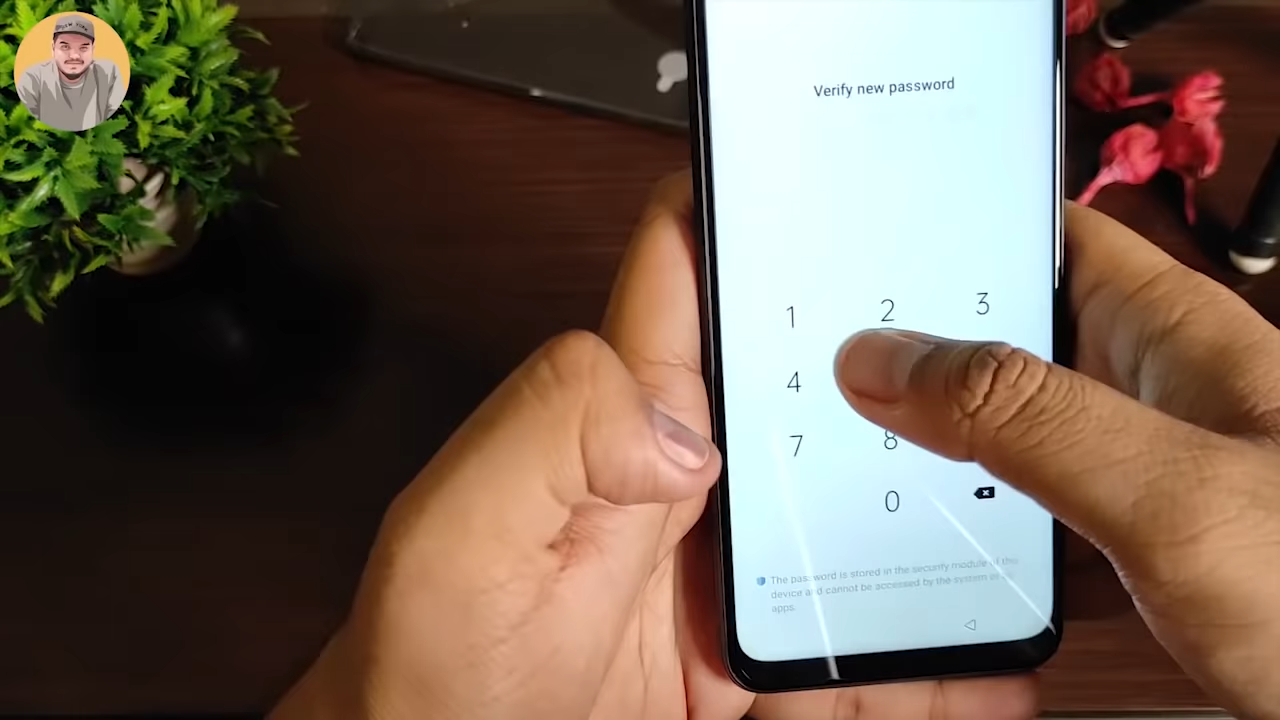 Verify new password
1 2 3
4
7 8
0
The password is stored in the security module of this
device and cannot be accessed by the system or
apps.